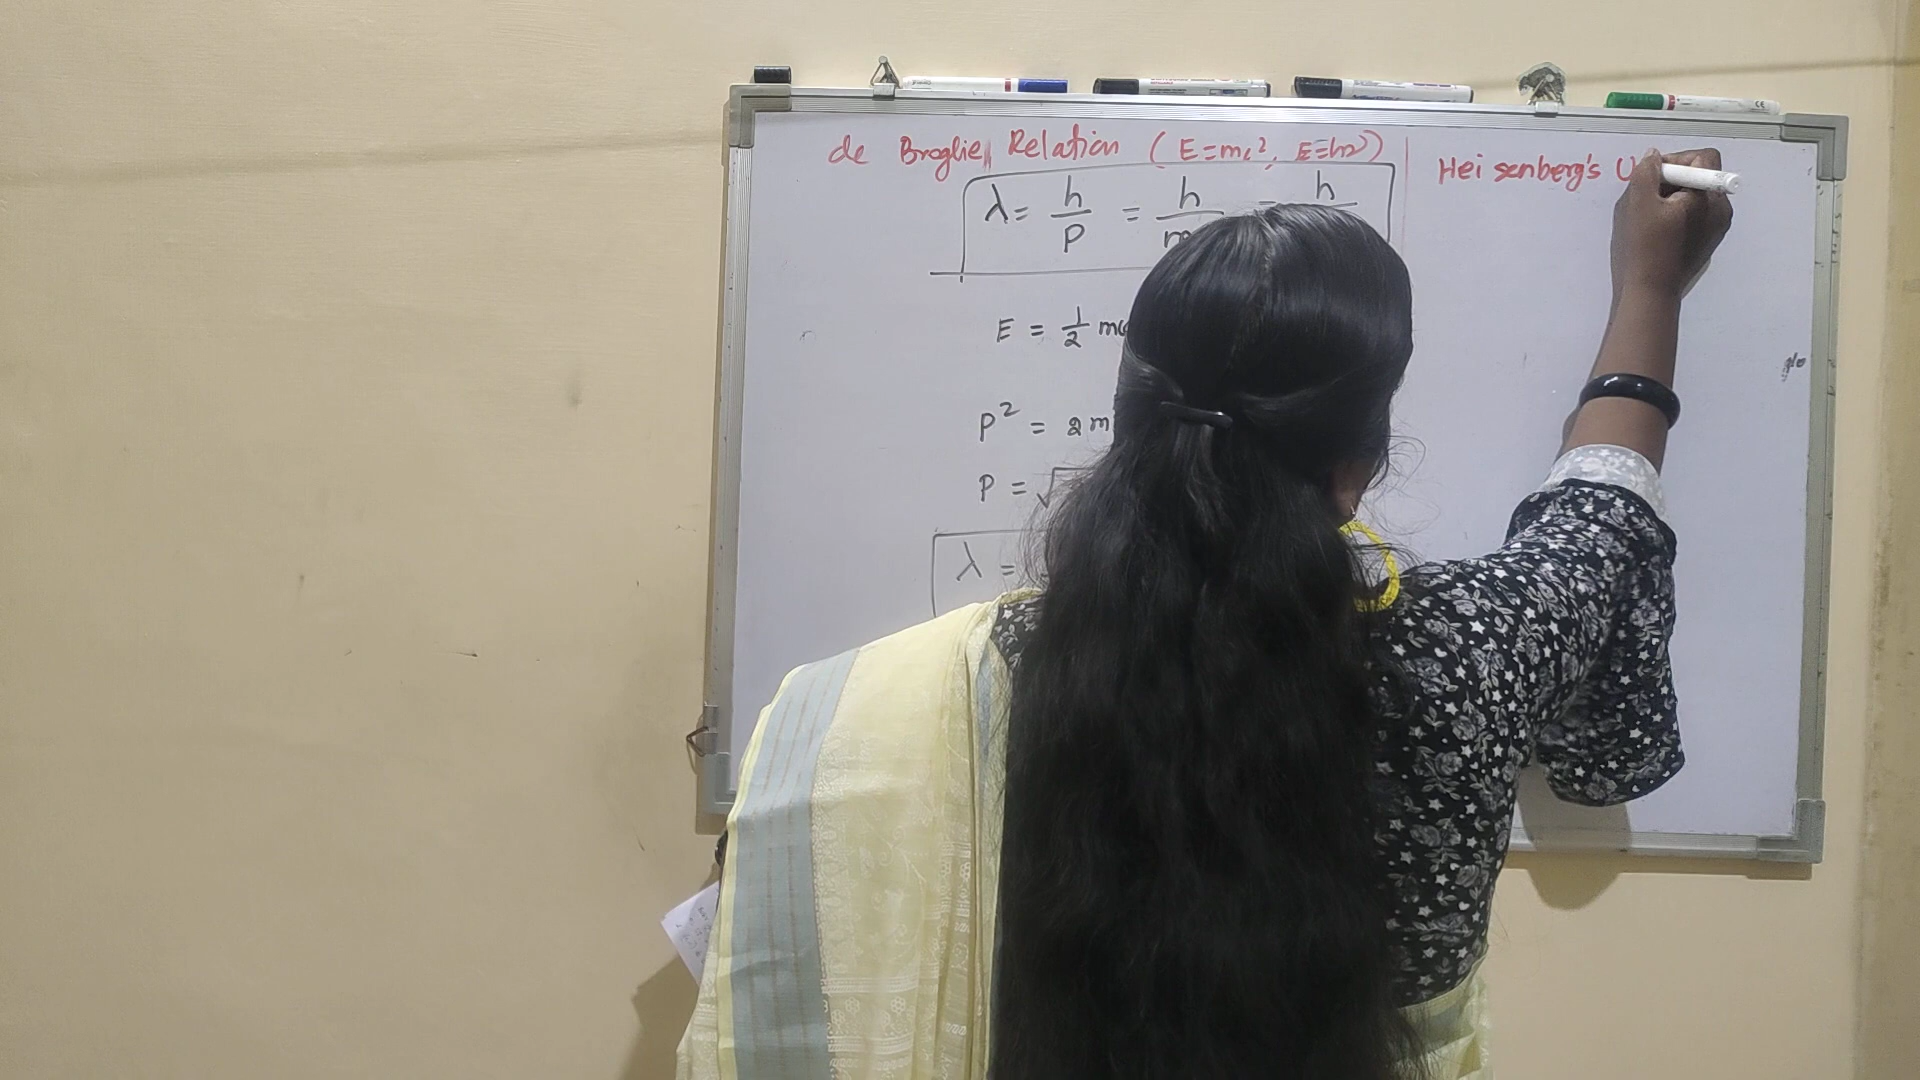 de Broglie Relation ( E=mc², E=hν)
λ = h/P = h/m = h
E = 1/2 m
P² = 2m
P = √
λ =
Heisenberg's U